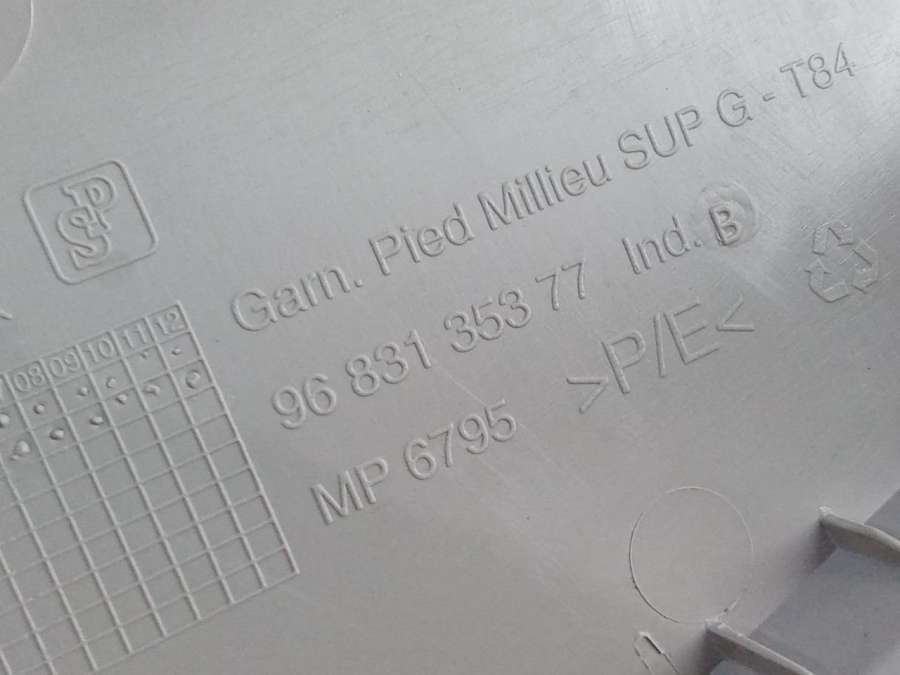 P&S
Garn. Pied Millieu SUP G - T84
96 831 353 77 Ind. B
MP 6795 >P/E<
08 09 10 11 12